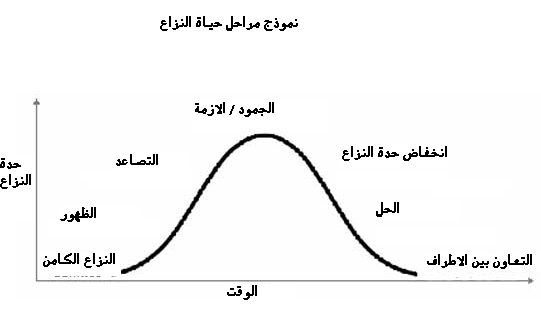 نموذج مراحل حياة النزاع
الجمود / الازمة
انخفاض حدة النزاع
التصاعد
حدة
النزاع
الحل
الظهور
التعاون بين الاطراف
النزاع الكامن
الوقت